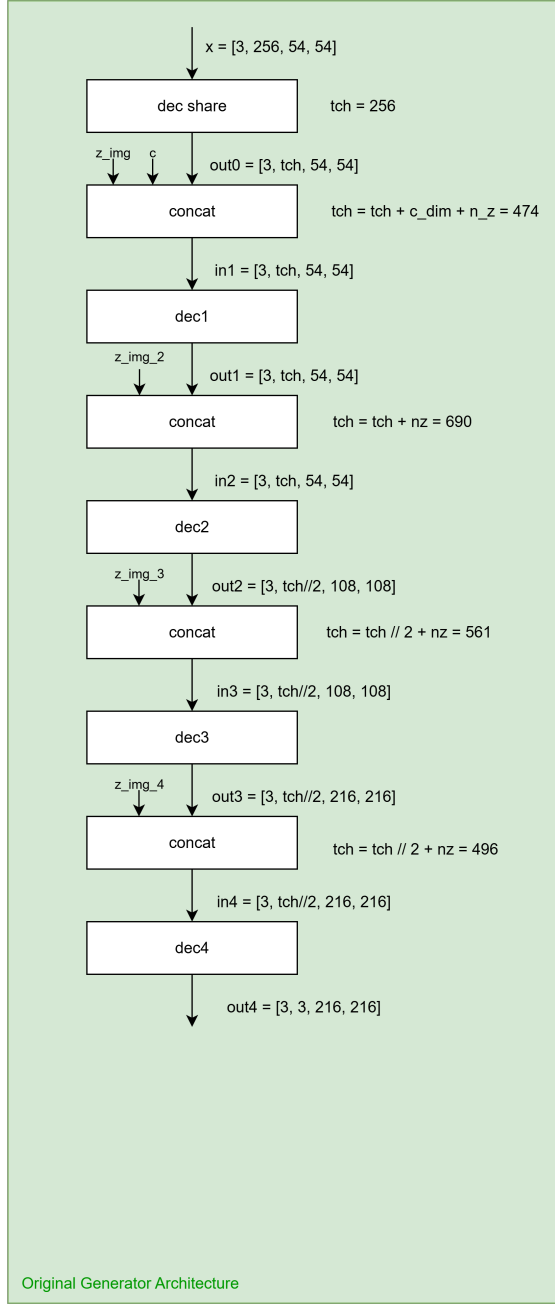 x = [3, 256, 54, 54]
dec share
tch = 256
z_img
c
out0 = [3, tch, 54, 54]
concat
tch = tch + c_dim + n_z = 474
in1 = [3, tch, 54, 54]
dec1
z_img_2
out1 = [3, tch, 54, 54]
concat
tch = tch + nz = 690
in2 = [3, tch, 54, 54]
dec2
z_img_3
out2 = [3, tch//2, 108, 108]
concat
tch = tch // 2 + nz = 561
in3 = [3, tch//2, 108, 108]
dec3
z_img_4
out3 = [3, tch//2, 216, 216]
concat
tch = tch // 2 + nz = 496
in4 = [3, tch//2, 216, 216]
dec4
out4 = [3, 3, 216, 216]
Original Generator Architecture